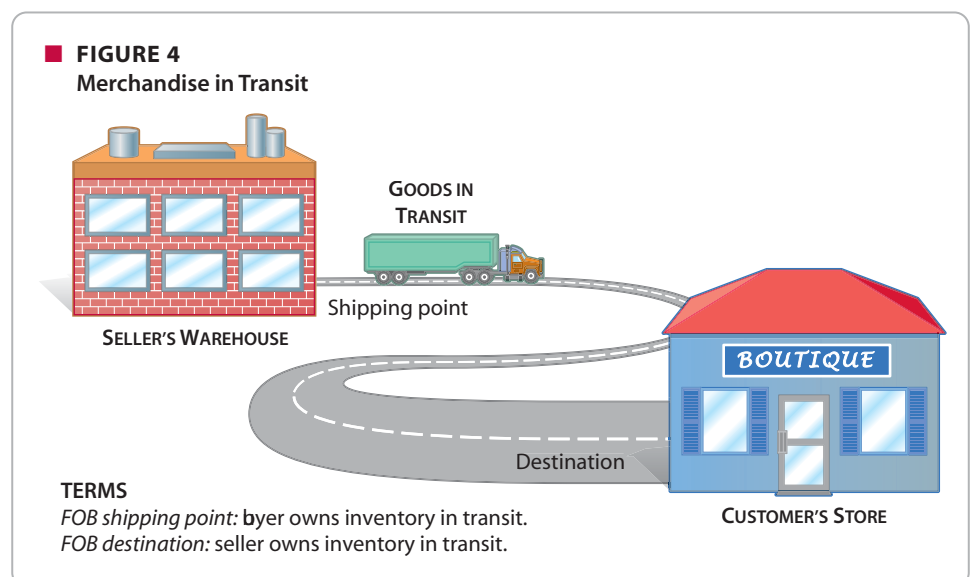 FIGURE 4
Merchandise in Transit
GOODS IN
TRANSIT
Shipping point
SELLER'S WAREHOUSE
BOUTIQUE
Destination
CUSTOMER'S STORE
TERMS
FOB shipping point: buyer owns inventory in transit.
FOB destination: seller owns inventory in transit.